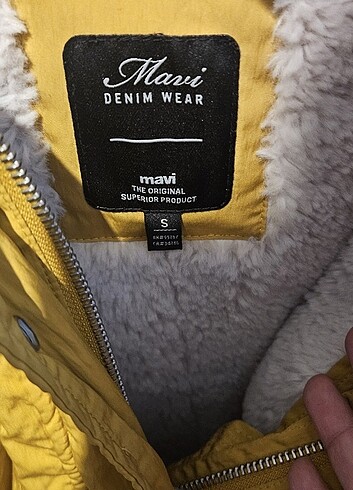 Mavi
DENIM WEAR
mavi
THE ORIGINAL
SUPERIOR PRODUCT
S